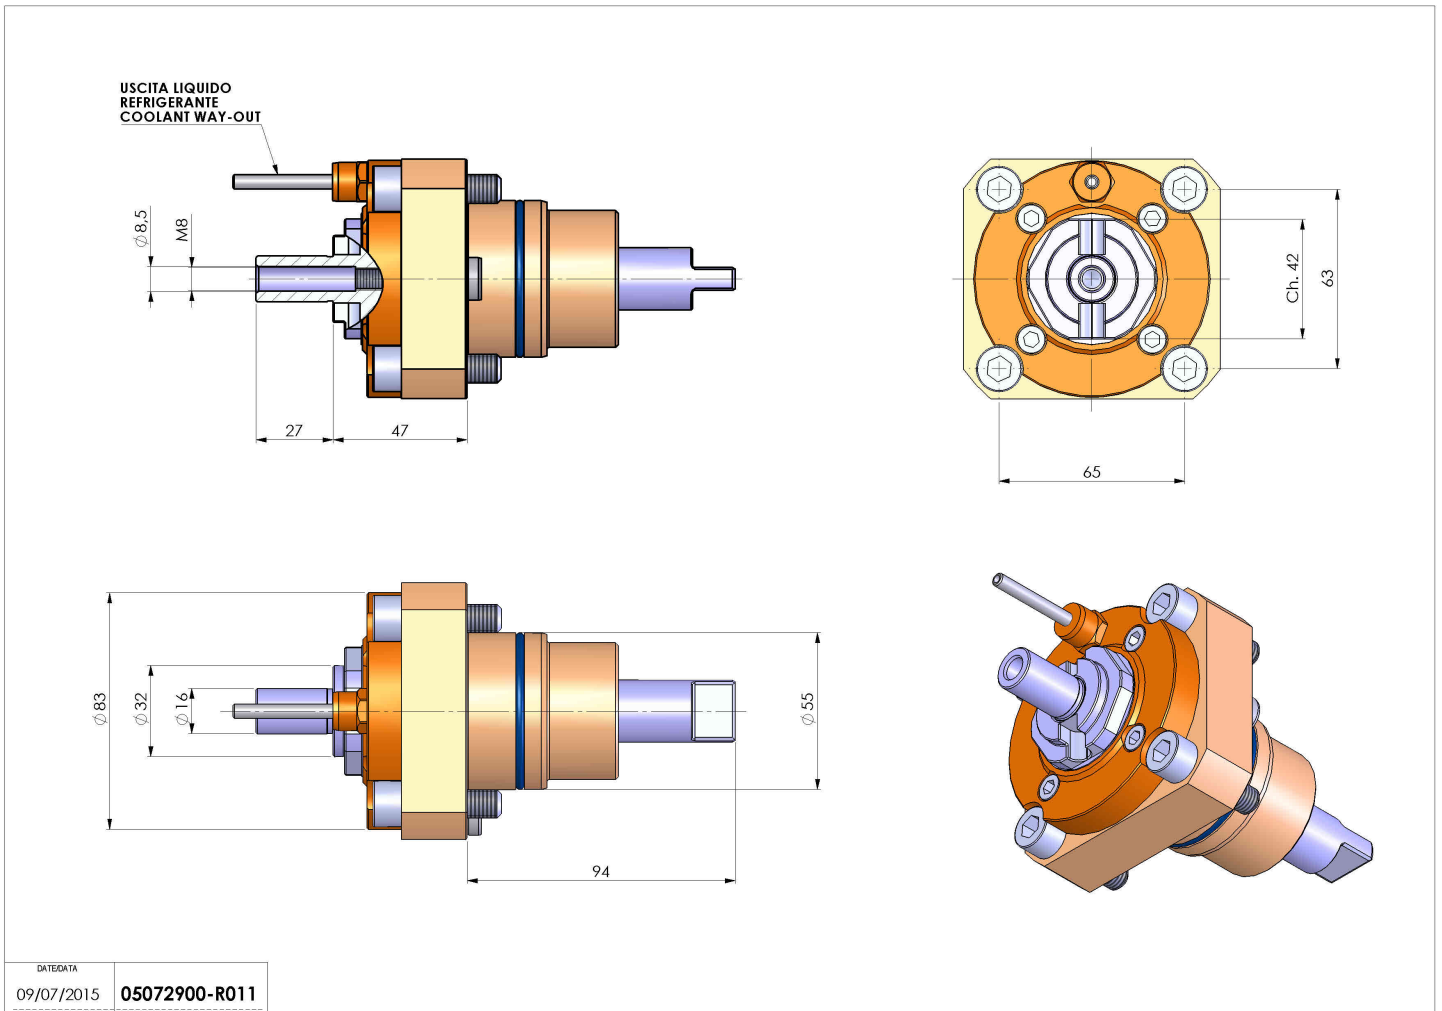 USCITA LIQUIDO
REFRIGERANTE
COOLANT WAY-OUT
∅8,5
M8
27
47
Ch. 42
63
65
∅83
∅32
∅16
∅55
94
DATE/DATA
09/07/2015
05072900-R011